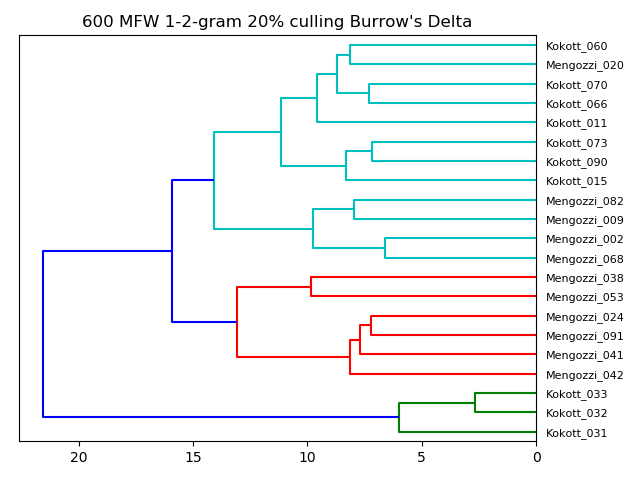 600 MFW 1-2-gram 20% culling Burrow's Delta
Kokott_060
Mengozzi_020
Kokott_070
Kokott_066
Kokott_011
Kokott_073
Kokott_090
Kokott_015
Mengozzi_082
Mengozzi_009
Mengozzi_002
Mengozzi_068
Mengozzi_038
Mengozzi_053
Mengozzi_024
Mengozzi_091
Mengozzi_041
Mengozzi_042
Kokott_033
Kokott_032
Kokott_031
20 15 10 5 0